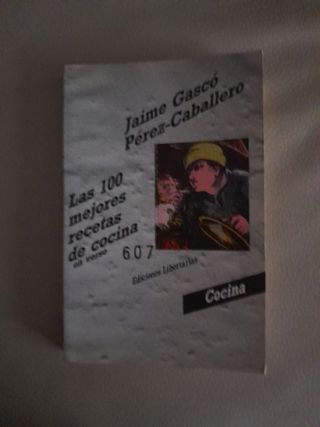 Jaime Gascó
Pérez-Caballero
Las 100
mejores
recetas
de cocina
en verso
607
Ediciones Libertarias
Cocina